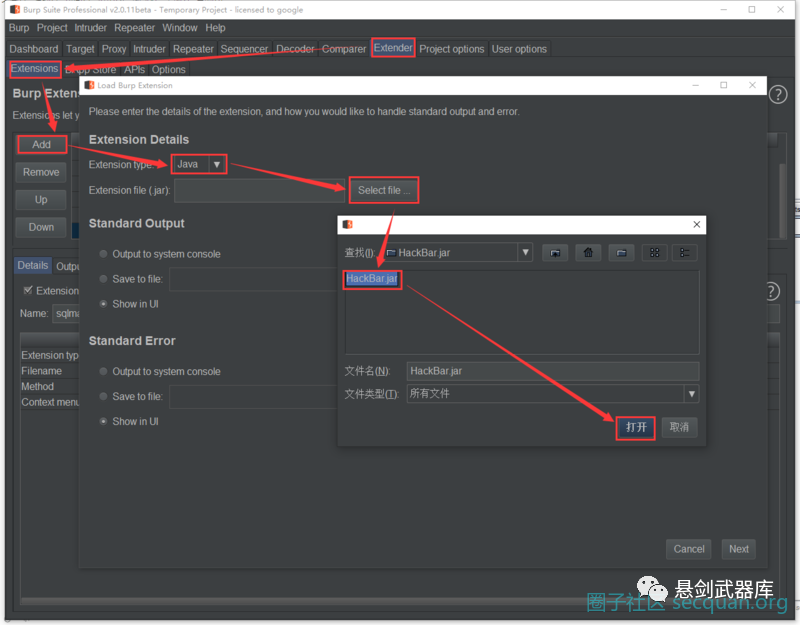 Burp Suite Professional v2.0.11beta - Temporary Project - licensed to google
Burp Project Intruder Repeater Window Help
Dashboard Target Proxy Intruder Repeater Sequencer Decoder Comparer Extender Project options User options
Extensions BApp Store APIs Options
Burp Exten
Load Burp Extension
Extensions let y
Please enter the details of the extension, and how you would like to handle standard output and error.
Add
Remove
Up
Down
Extension Details
Extension type: Java
Extension file (.jar): Select file ...
Standard Output
Output to system console
Save to file:
Show in UI
Details Outpu
Extension
Name: sqlma
Extension typ
Filename
Method
Context menu
Standard Error
Output to system console
Save to file:
Show in UI
查找(I): HackBar.jar
HackBar.jar
文件名(N): HackBar.jar
文件类型(T): 所有文件
打开 取消
Cancel Next
悬剑武器库
圈子社区 secquan.org